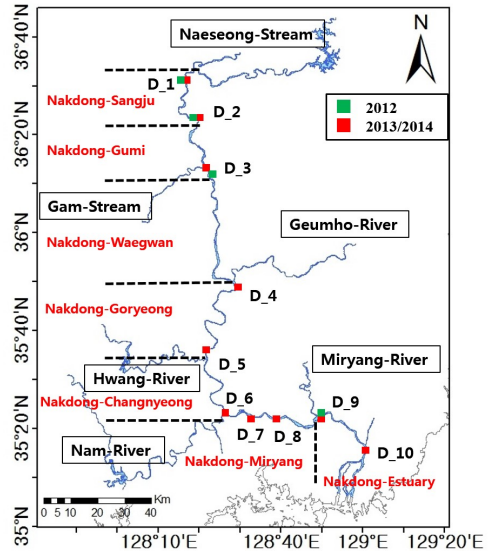 36°40'N
Naeseong-Stream
N
D_1
Nakdong-Sangju
2012
2013/2014
36°20'N
D_2
Nakdong-Gumi
D_3
Gam-Stream
36°N
Nakdong-Waegwan
Geumho-River
Nakdong-Goryeong
D_4
35°40'N
D_5
Miryang-River
Hwang-River
Nakdong-Changnyeong
D_6
D_9
35°20'N
D_7
D_8
Nam-River
D_10
Nakdong-Miryang
Nakdong-Estuary
Km
0 5 10 20 30 40
35°N
128°10'E
128°40'E
129°E
129°20'E